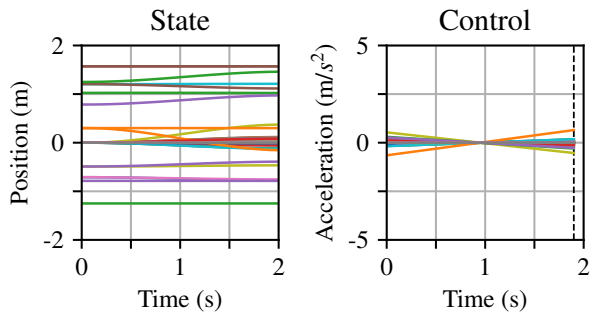 State
Control
Position (m)
2
0
-2
0
1
2
Time (s)
Acceleration (m/s²)
5
0
-5
0
1
2
Time (s)